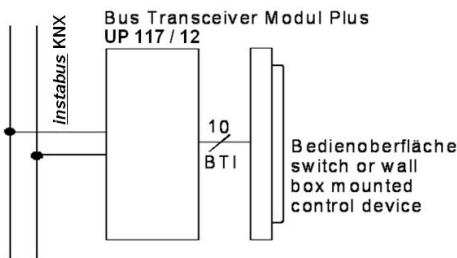 instabus KNX
Bus Transceiver Modul Plus
UP 117 / 12
10
BTI
Bedienoberfläche
switch or wall
box mounted
control device